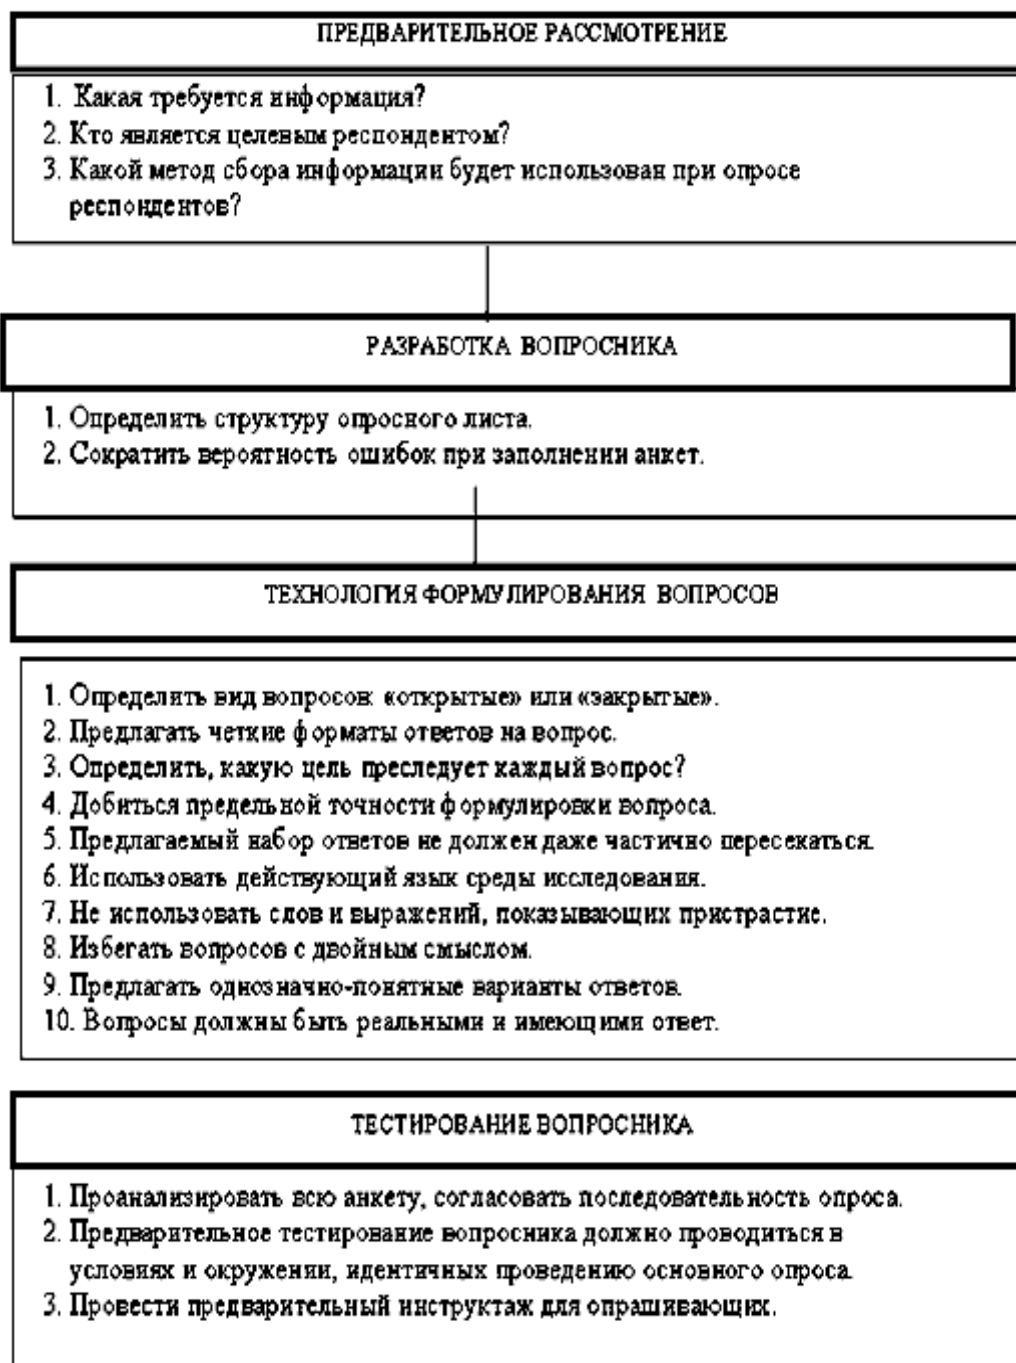 ПРЕДВАРИТЕЛЬНОЕ РАССМОТРЕНИЕ
1. Какая требуется информация?
2. Кто является целевым респондентом?
3. Какой метод сбора информации будет использован при опросе
респондентов?
РАЗРАБОТКА ВОПРОСНИКА
1. Определить структуру опросного листа.
2. Сократить вероятность ошибок при заполнении анкет.
ТЕХНОЛОГИЯ ФОРМУЛИРОВАНИЯ ВОПРОСОВ
1. Определить вид вопросов: «открытые» или «закрытые».
2. Предлагать четкие форматы ответов на вопрос.
3. Определить, какую цель преследует каждый вопрос?
4. Добиться предельной точности формулировки вопроса.
5. Предлагаемый набор ответов не должен даже частично пересекаться.
6. Использовать действующий язык среды исследования.
7. Не использовать слов и выражений, показывающих пристрастие.
8. Избегать вопросов с двойным смыслом.
9. Предлагать однозначно-понятные варианты ответов.
10. Вопросы должны быть реальными и имеющими ответ.
ТЕСТИРОВАНИЕ ВОПРОСНИКА
1. Проанализировать всю анкету, согласовать последовательность опроса.
2. Предварительное тестирование вопросника должно проводиться в
условиях и окружении, идентичных проведению основного опроса.
3. Провести предварительный инструктаж для опрашивающих.